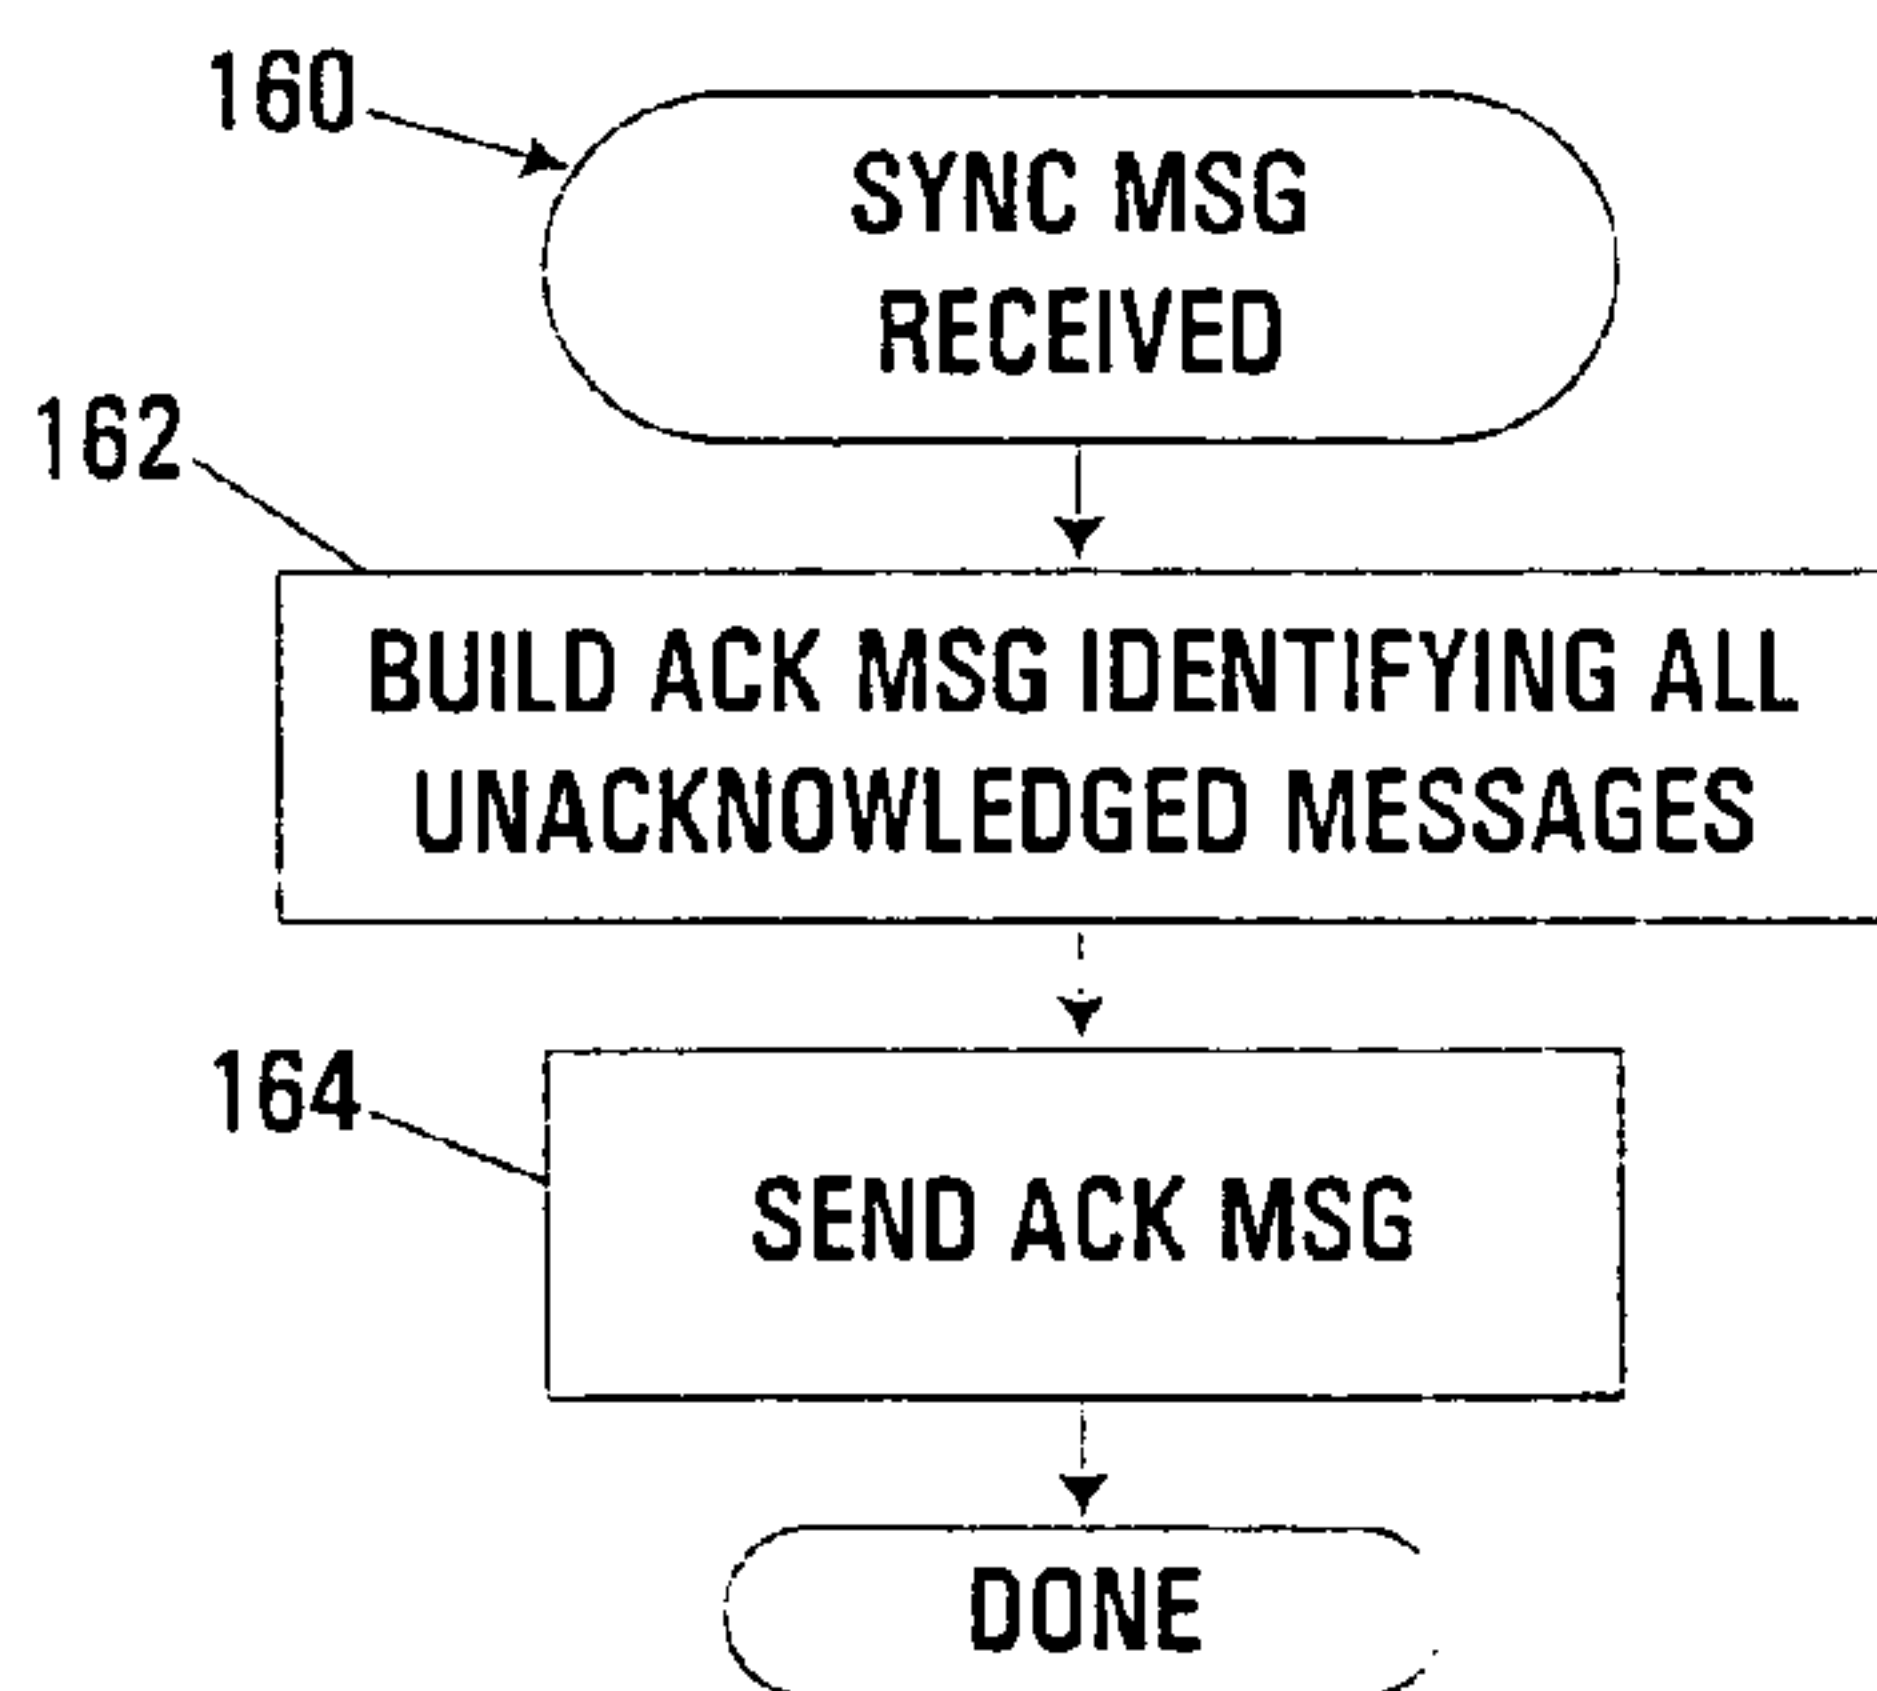 160
SYNC MSG
RECEIVED
162
BUILD ACK MSG IDENTIFYING ALL
UNACKNOWLEDGED MESSAGES
164
SEND ACK MSG
DONE